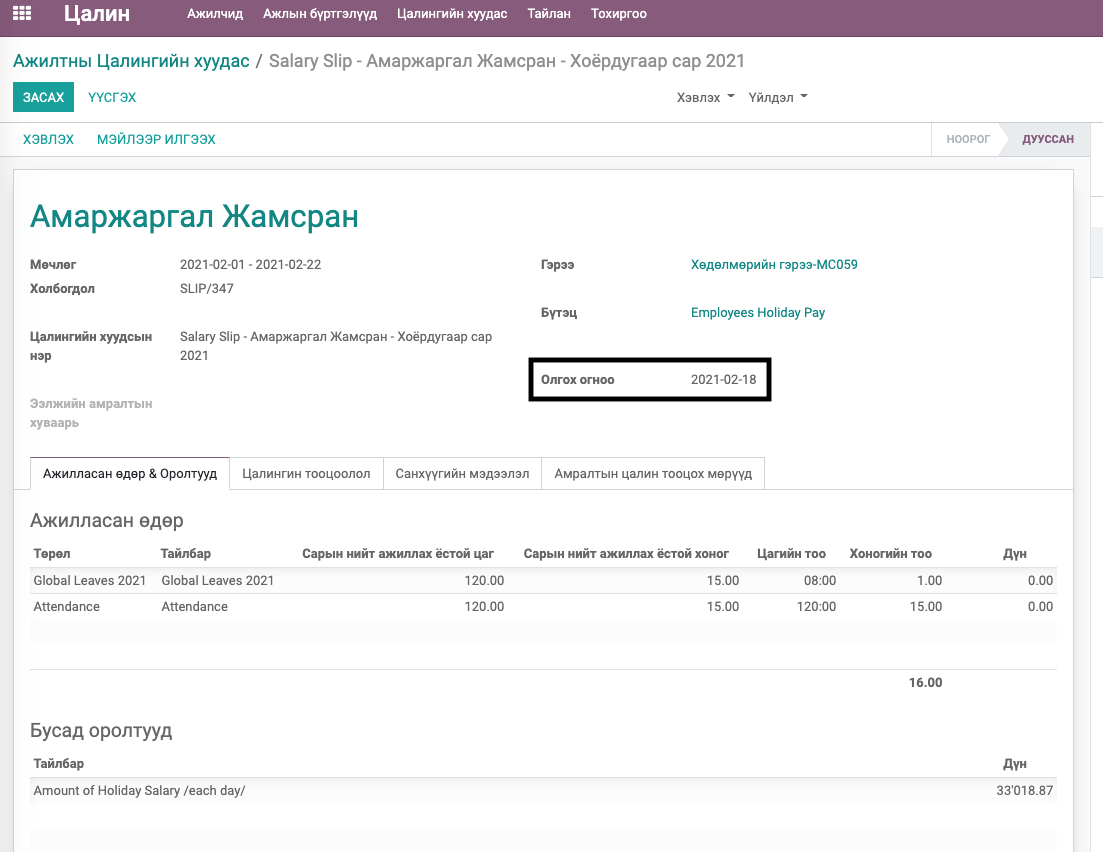 Цалин Ажилчид Ажлын бүртгэлүүд Цалингийн хуудас Тайлан Тохиргоо
Ажилтны Цалингийн хуудас / Salary Slip - Амаржаргал Жамсран - Хоёрдугаар сар 2021
ЗАСАХ ҮҮСГЭХ Хэвлэх Үйлдэл
ХЭВЛЭХ МЭЙЛЭЭР ИЛГЭЭХ НООРОГ ДУУССАН
Амаржаргал Жамсран
Мөчлөг 2021-02-01 - 2021-02-22 Гэрээ Хөдөлмөрийн гэрээ-MC059
Холбогдол SLIP/347
Бүтэц Employees Holiday Pay
Цалингийн хуудсын Salary Slip - Амаржаргал Жамсран - Хоёрдугаар сар
нэр 2021
Олгох огноо 2021-02-18
Ээлжийн амралтын
хуваарь
Ажилласан өдөр & Оролтууд Цалингин тооцоолол Санхүүгийн мэдээлэл Амралтын цалин тооцох мөрүүд
Ажилласан өдөр
Төрөл Тайлбар Сарын нийт ажиллах ёстой цаг Сарын нийт ажиллах ёстой хоног Цагийн тоо Хоногийн тоо Дүн
Global Leaves 2021 Global Leaves 2021 120.00 15.00 08:00 1.00 0.00
Attendance Attendance 120.00 15.00 120:00 15.00 0.00
16.00
Бусад оролтууд
Тайлбар Дүн
Amount of Holiday Salary /each day/ 33'018.87